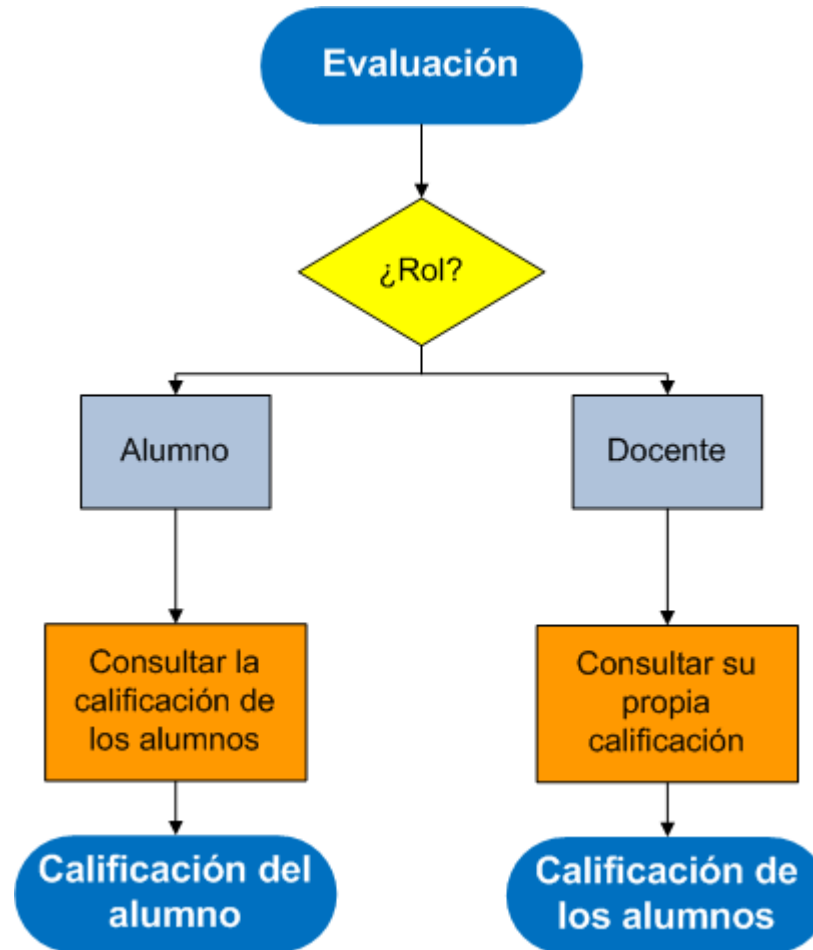 Evaluación
¿Rol?
Alumno
Docente
Consultar la
calificación de
los alumnos
Consultar su
propia
calificación
Calificación del
alumno
Calificación de
los alumnos